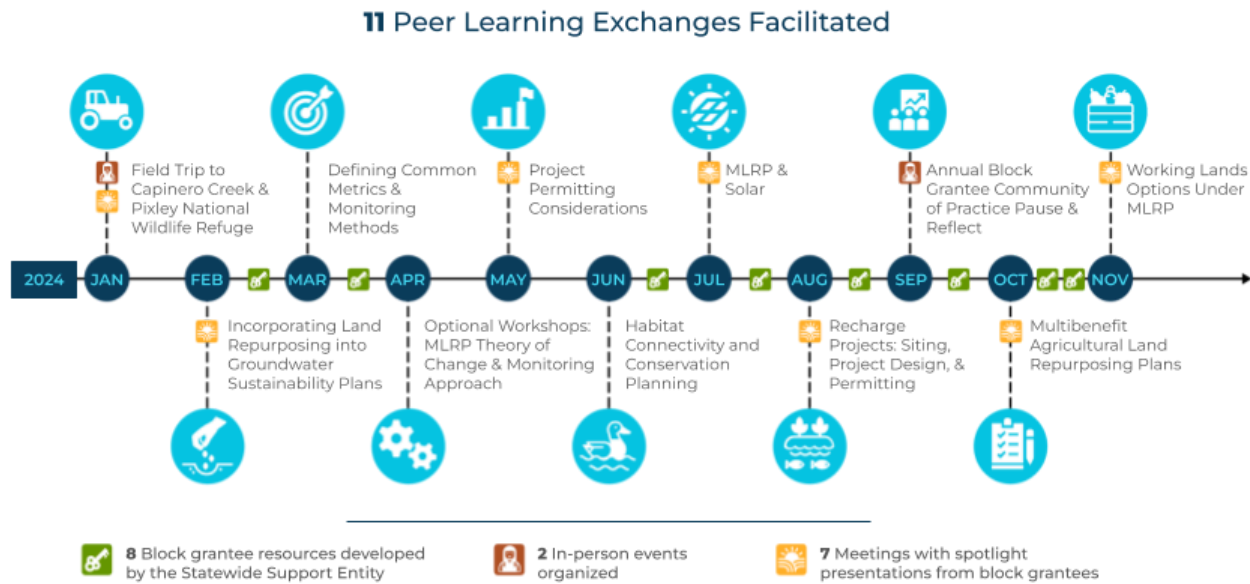 11 Peer Learning Exchanges Facilitated
Field Trip to
Capinero Creek &
Pixley National
Wildlife Refuge
Defining Common
Metrics &
Monitoring
Methods
Project
Permitting
Considerations
MLRP &
Solar
Annual Block
Grantee Community
of Practice Pause &
Reflect
Working Lands
Options Under
MLRP
2024
JAN
FEB
MAR
APR
MAY
JUN
JUL
AUG
SEP
OCT
NOV
Incorporating Land
Repurposing into
Groundwater
Sustainability Plans
Optional Workshops:
MLRP Theory of
Change & Monitoring
Approach
Habitat
Connectivity and
Conservation
Planning
Recharge
Projects: Siting,
Project Design, &
Permitting
Multibenefit
Agricultural Land
Repurposing Plans
8 Block grantee resources developed
by the Statewide Support Entity
2 In-person events
organized
7 Meetings with spotlight
presentations from block grantees